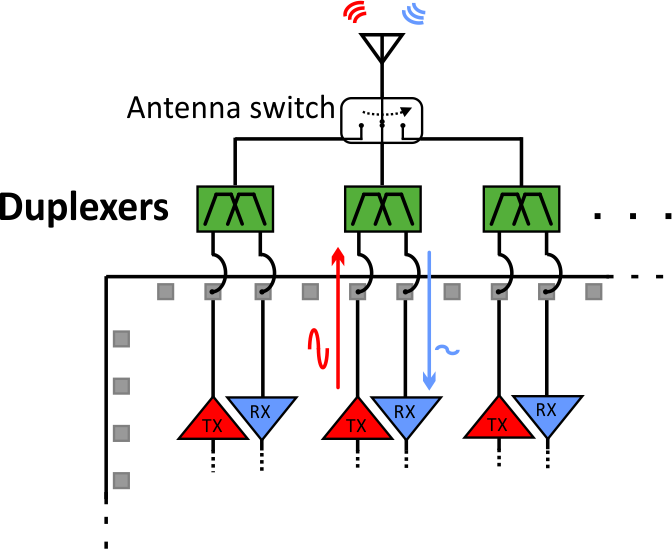 Antenna switch
Duplexers
. . .
TX
RX
TX
RX
TX
RX